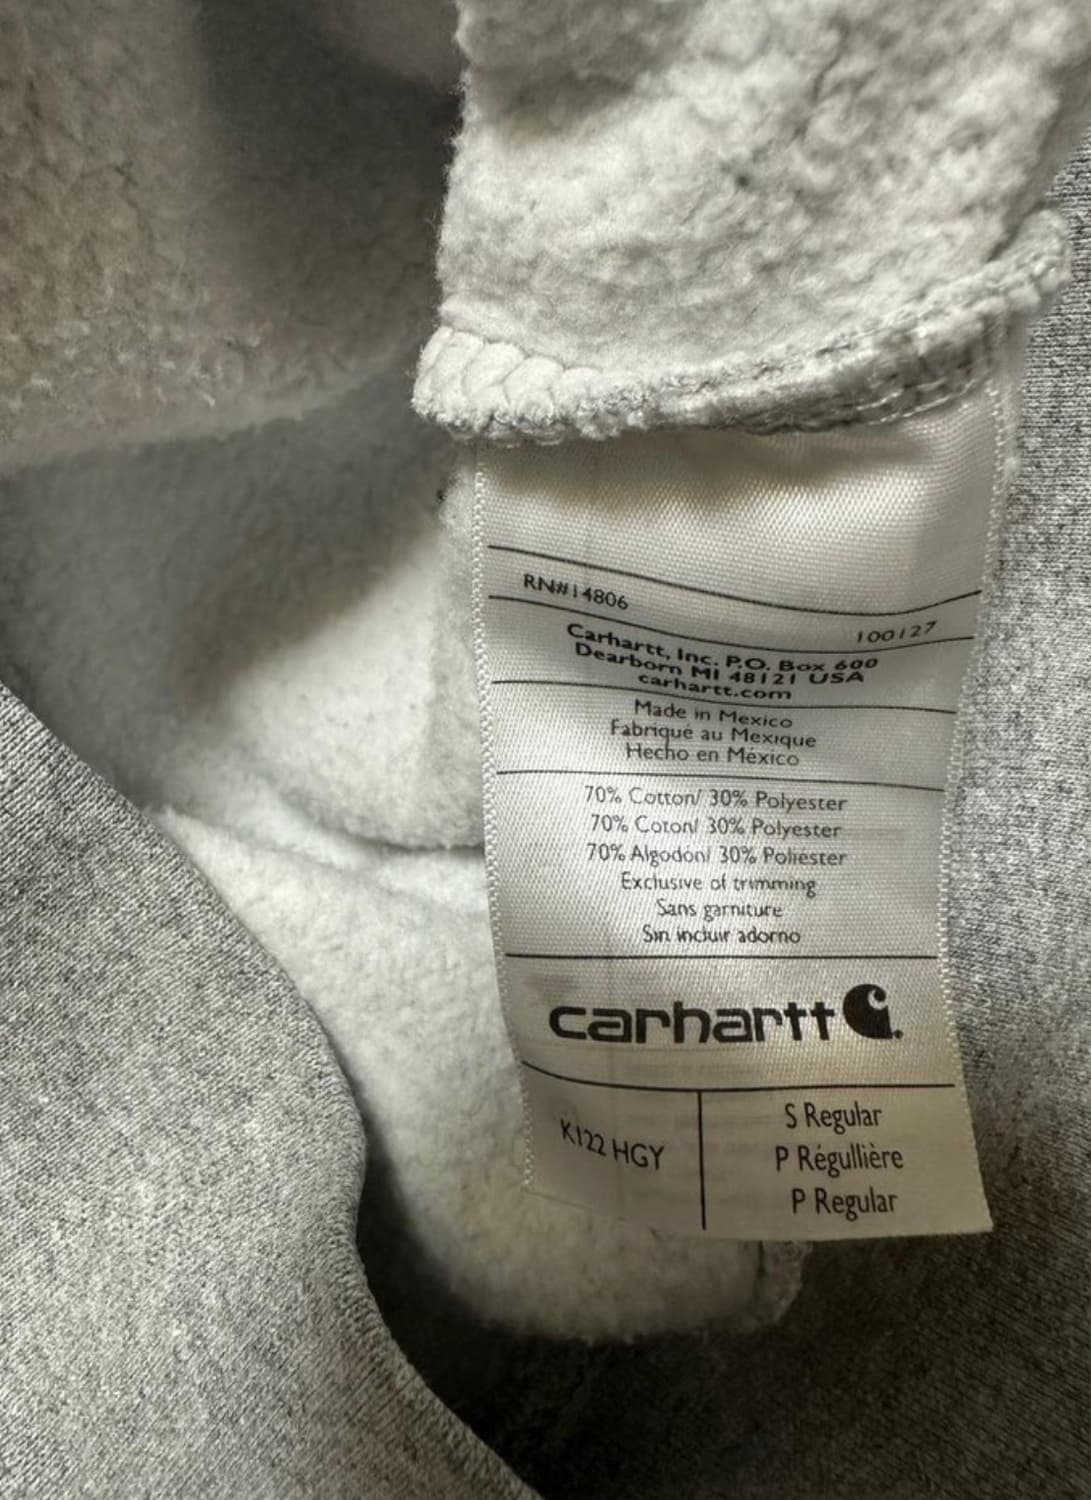 RN#14806
100127
Carhartt, Inc. P.O. Box 600
Dearborn MI 48121 USA
carhartt.com
Made in Mexico
Fabriqué au Mexique
Hecho en México
70% Cotton/ 30% Polyester
70% Coton/ 30% Polyester
70% Algodón/ 30% Poliéster
Exclusive of trimming
Sans garniture
Sin incluir adorno
carhartt
K122 HGY
S Regular
P Régullière
P Regular